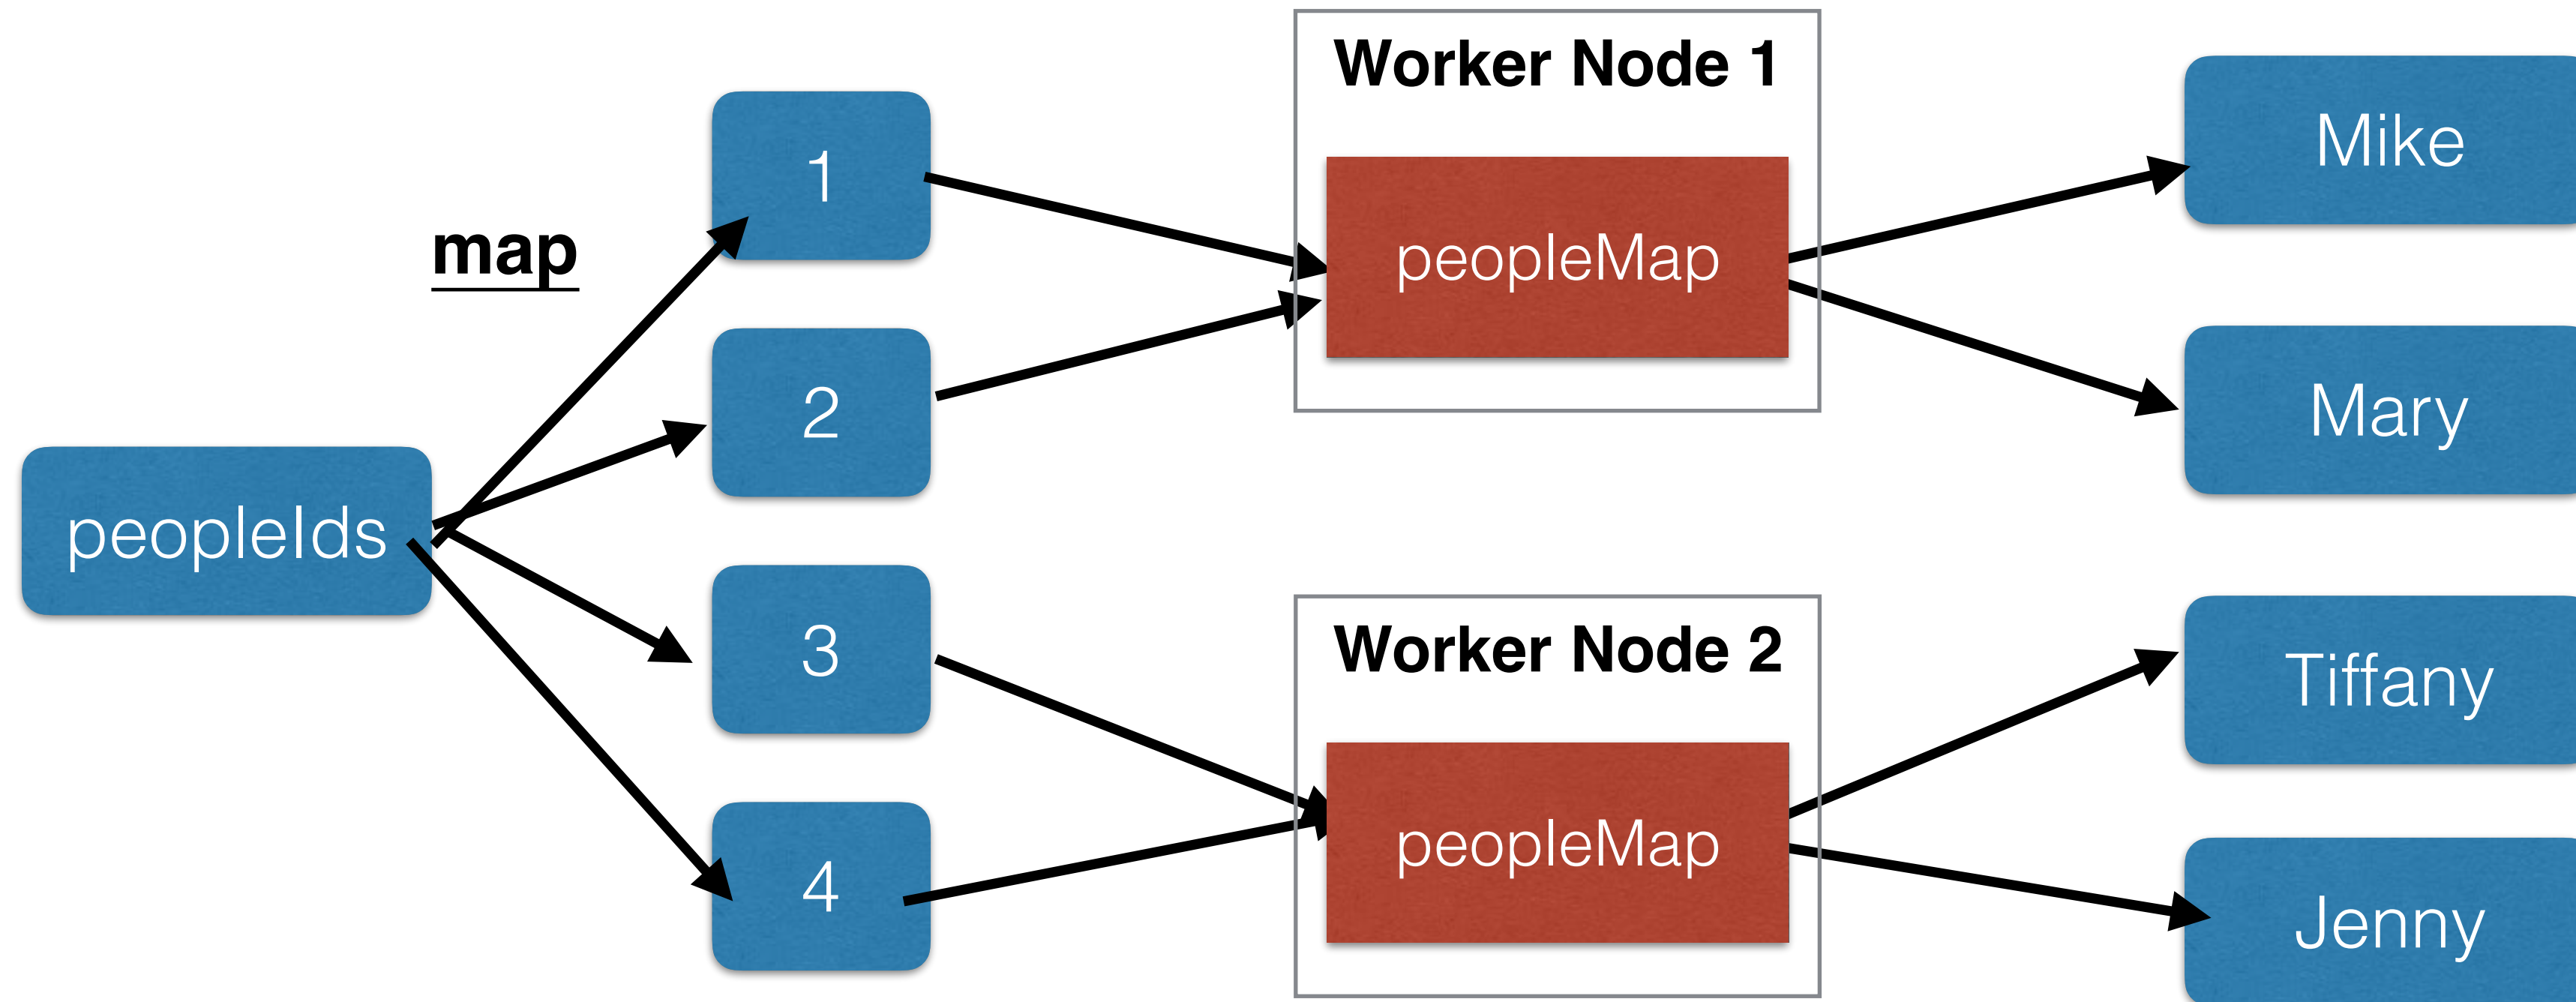 peopleIds
map
1
2
3
4
Worker Node 1
peopleMap
Worker Node 2
peopleMap
Mike
Mary
Tiffany
Jenny